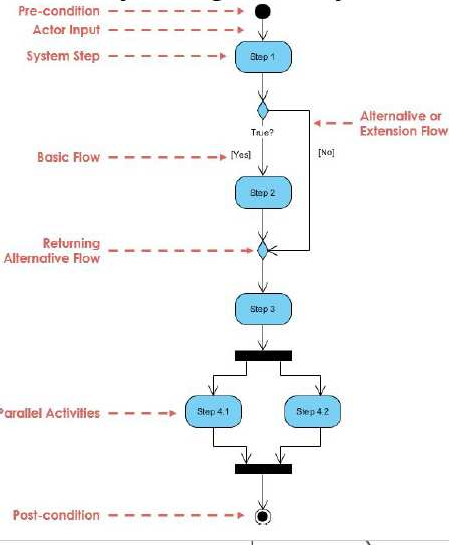 Pre-condition
Actor Input
System Step
Step 1
Alternative or
Extension Flow
True?
Basic Flow
[Yes]
[No]
Step 2
Returning
Alternative Flow
Step 3
Parallel Activities
Step 4.1
Step 4.2
Post-condition